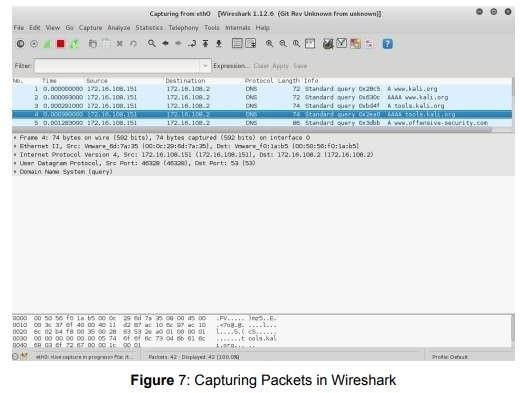 Capturing from eth0 [Wireshark 1.12.6 (Git Rev Unknown from unknown)]
File Edit View Go Capture Analyze Statistics Telephony Tools Internals Help
Filter: Expression... Clear Apply Save
No. Time Source Destination Protocol Length Info
1 0.000000000 172.16.108.151 172.16.108.2 DNS 72 Standard query 0x28c5 A www.kali.org
2 0.000093000 172.16.108.151 172.16.108.2 DNS 72 Standard query 0x630c AAAA www.kali.org
3 0.000291000 172.16.108.151 172.16.108.2 DNS 74 Standard query 0xbd4f A tools.kali.org
4 0.000390000 172.16.108.151 172.16.108.2 DNS 74 Standard query 0x2ea0 AAAA tools.kali.org
5 0.001283000 172.16.108.151 172.16.108.2 DNS 86 Standard query 0x3dbb A www.offensive-security.com
Frame 4: 74 bytes on wire (592 bits), 74 bytes captured (592 bits) on interface 0
Ethernet II, Src: Vmware_6d:7a:35 (00:0c:29:6d:7a:35), Dst: Vmware_f0:1a:b5 (00:50:56:f0:1a:b5)
Internet Protocol Version 4, Src: 172.16.108.151 (172.16.108.151), Dst: 172.16.108.2 (172.16.108.2)
User Datagram Protocol, Src Port: 46328 (46328), Dst Port: 53 (53)
Domain Name System (query)
0000 00 50 56 f0 1a b5 00 0c 29 6d 7a 35 08 00 45 00 .PV..... )mz5..E.
0010 00 3c 37 6f 40 00 40 11 d2 87 ac 10 6c 97 ac 10 .<7o@.@. ....l...
0020 6c 02 b4 f8 00 35 00 28 63 53 2e a0 01 00 00 01 l....5.( cS......
0030 00 00 00 00 00 00 05 74 6f 6f 6c 73 04 6b 61 6c .......t ools.kal
0040 69 03 6f 72 67 00 00 1c 00 01 i.org... ..
eth0: <live capture in progress> File: /t... Packets: 42 · Displayed: 42 (100.0%) Profile: Default
Figure 7: Capturing Packets in Wireshark